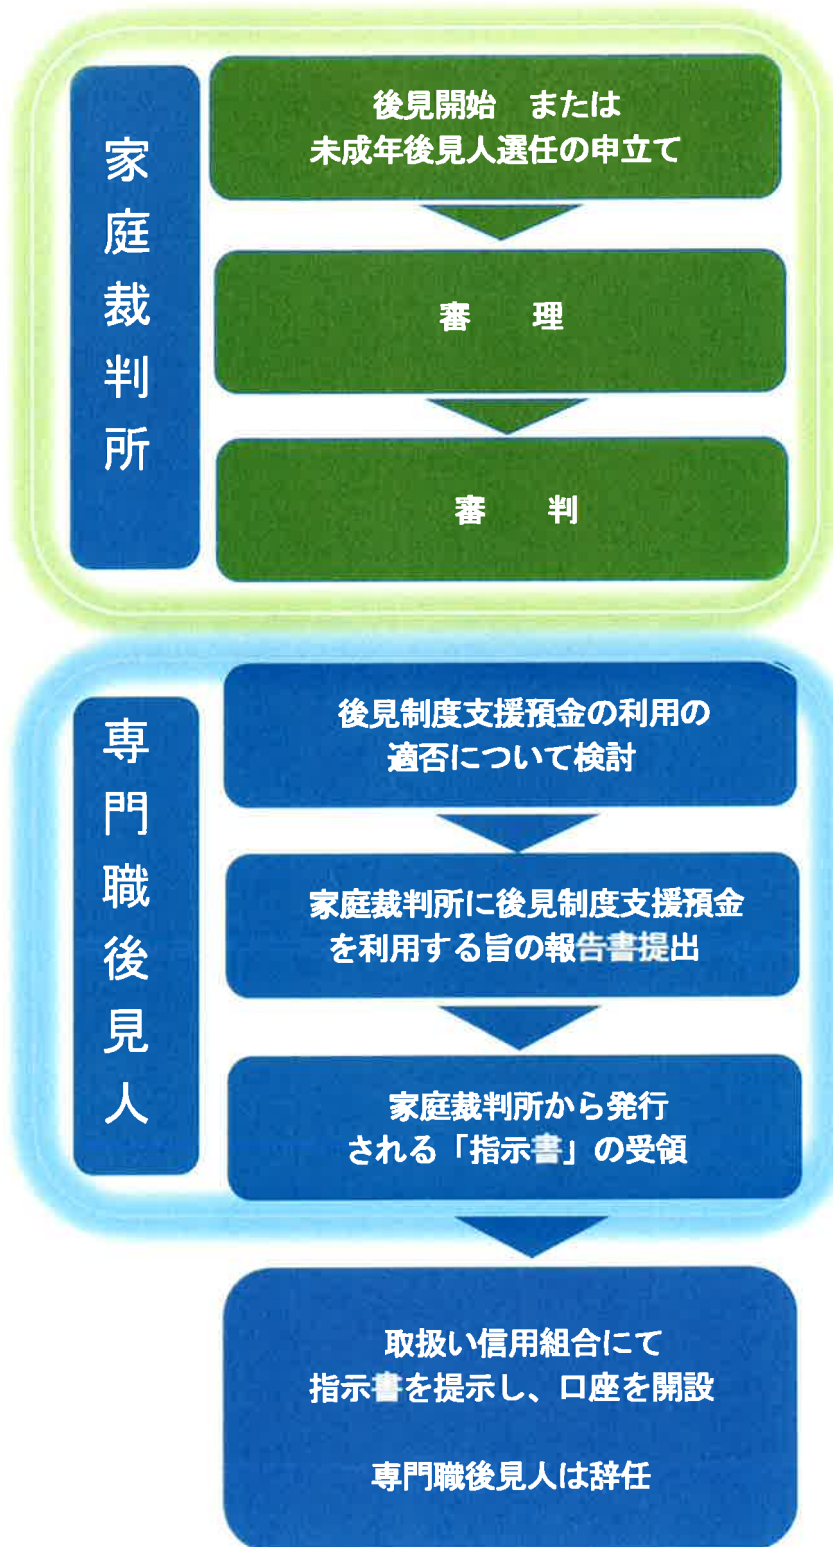 家庭裁判所
後見開始　または
未成年後見人選任の申立て
審　理
審　判
専門職後見人
後見制度支援預金の利用の
適否について検討
家庭裁判所に後見制度支援預金
を利用する旨の報告書提出
家庭裁判所から発行
される「指示書」の受領
取扱い信用組合にて
指示書を提示し、口座を開設
専門職後見人は辞任